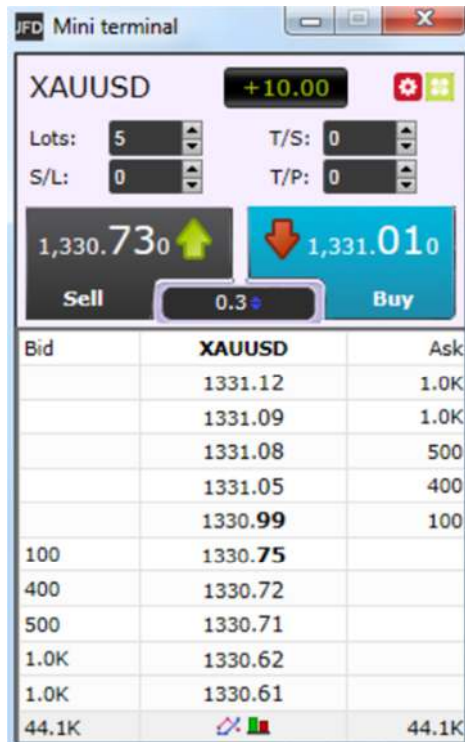 JFD Mini terminal
XAUUSD +10.00
Lots: 5 T/S: 0
S/L: 0 T/P: 0
1,330.730 1,331.010
Sell 0.3 Buy
Bid XAUUSD Ask
1331.12 1.0K
1331.09 1.0K
1331.08 500
1331.05 400
1330.99 100
100 1330.75
400 1330.72
500 1330.71
1.0K 1330.62
1.0K 1330.61
44.1K 44.1K